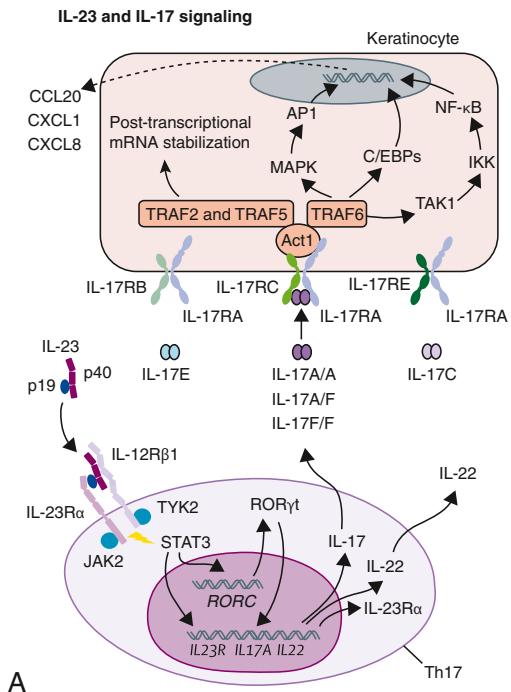 IL-23 and IL-17 signaling
Keratinocyte
CCL20
CXCL1
CXCL8
Post-transcriptional
mRNA stabilization
AP1
NF-κB
MAPK
C/EBPs
IKK
TAK1
TRAF2 and TRAF5
TRAF6
Act1
IL-17RB
IL-17RC
IL-17RE
IL-17RA
IL-17RA
IL-17RA
IL-23
p19
p40
IL-17E
IL-17A/A
IL-17A/F
IL-17F/F
IL-17C
IL-12Rβ1
IL-23Rα
TYK2
JAK2
STAT3
RORγt
RORC
IL23R IL17A IL22
IL-17
IL-22
IL-23Rα
IL-22
Th17
A